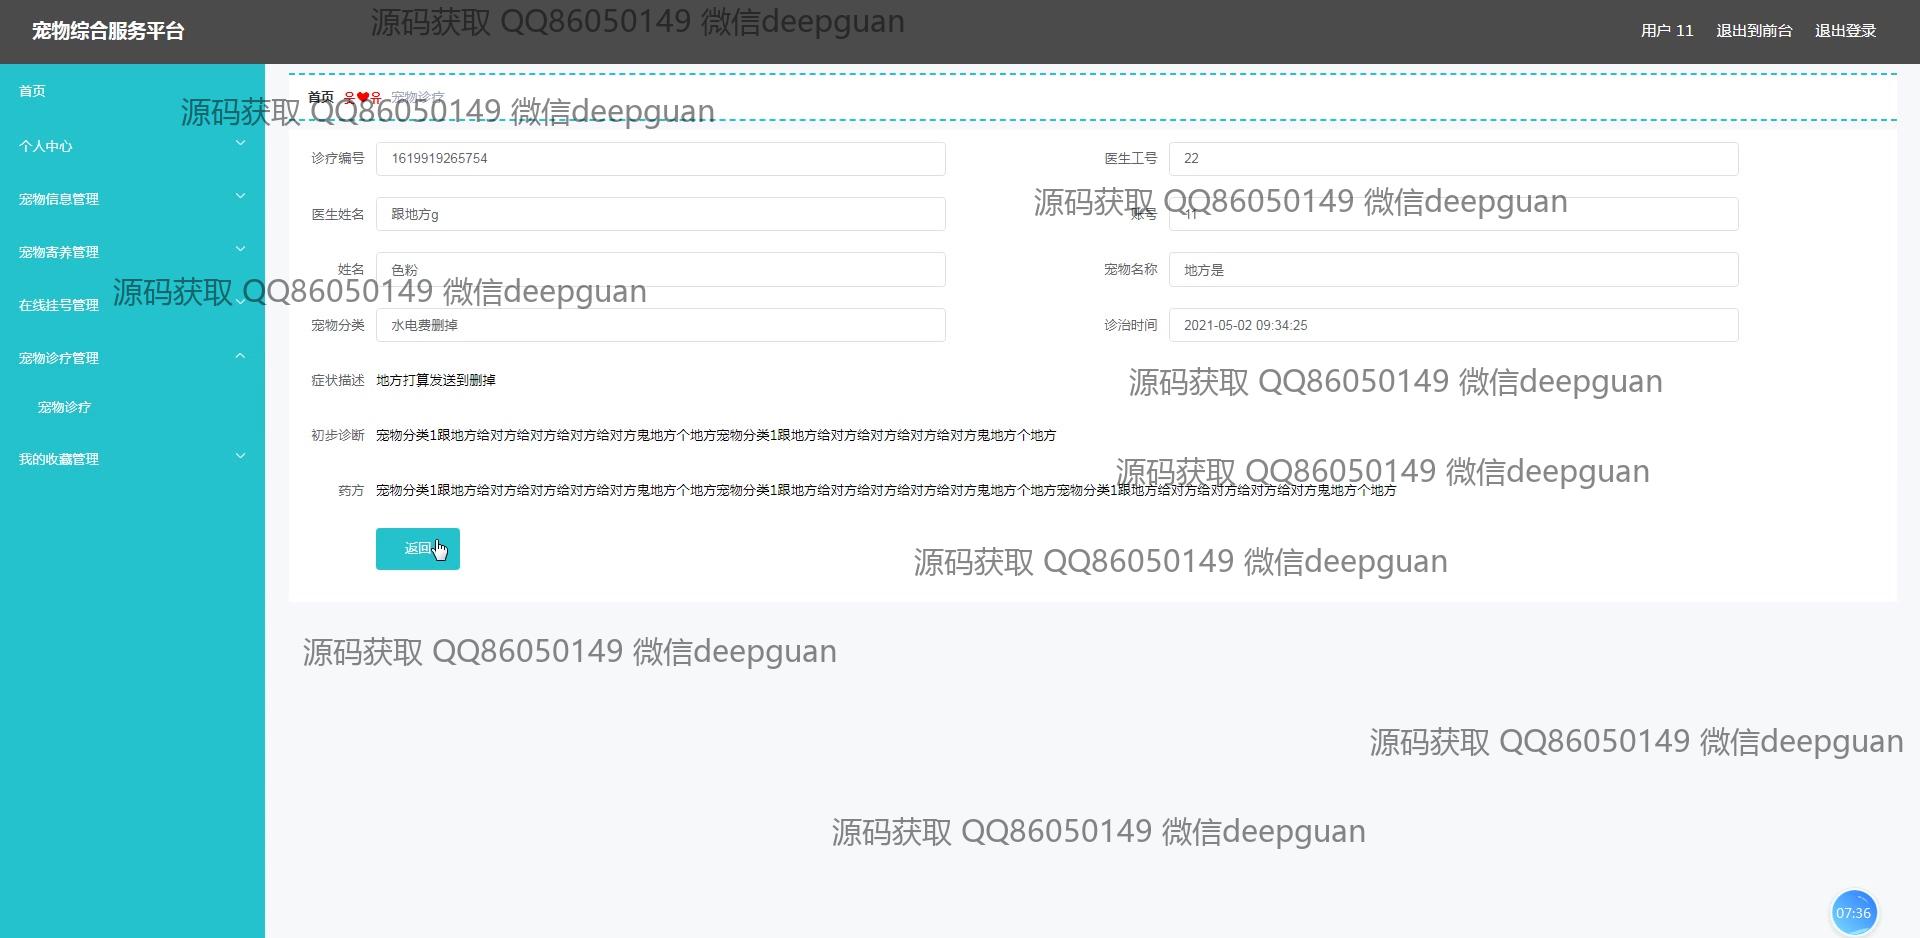 宠物综合服务平台
源码获取 QQ86050149 微信deepguan
用户 11 退出到前台 退出登录
首页
个人中心
宠物信息管理
宠物寄养管理
在线挂号管理
宠物诊疗管理
宠物诊疗
我的收藏管理
首页 웃❤유 宠物诊疗
源码获取 QQ86050149 微信deepguan
诊疗编号 1619919265754
医生工号 22
源码获取 QQ86050149 微信deepguan
医生姓名 跟地方g
账号 11
姓名 色粉
宠物名称 地方是
源码获取 QQ86050149 微信deepguan
宠物分类 水电费删掉
诊治时间 2021-05-02 09:34:25
症状描述 地方打算发送到删掉
源码获取 QQ86050149 微信deepguan
初步诊断 宠物分类1跟地方给对方给对方给对方给对方鬼地方个地方宠物分类1跟地方给对方给对方给对方给对方鬼地方个地方
源码获取 QQ86050149 微信deepguan
药方 宠物分类1跟地方给对方给对方给对方给对方鬼地方个地方宠物分类1跟地方给对方给对方给对方给对方鬼地方个地方宠物分类1跟地方给对方给对方给对方给对方鬼地方个地方
返回
源码获取 QQ86050149 微信deepguan
源码获取 QQ86050149 微信deepguan
源码获取 QQ86050149 微信deepguan
源码获取 QQ86050149 微信deepguan
07:36